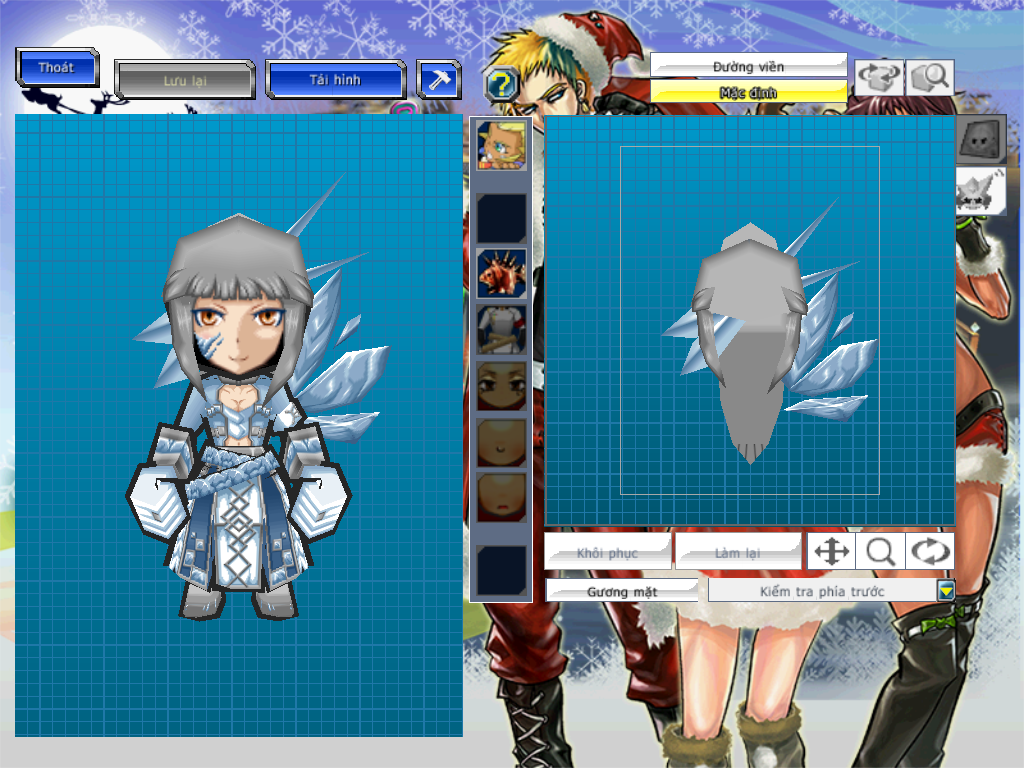 Thoát
Lưu lại
Tải hình
Đường viền
Mặc định
Khôi phục
Làm lại
Gương mặt
Kiểm tra phía trước